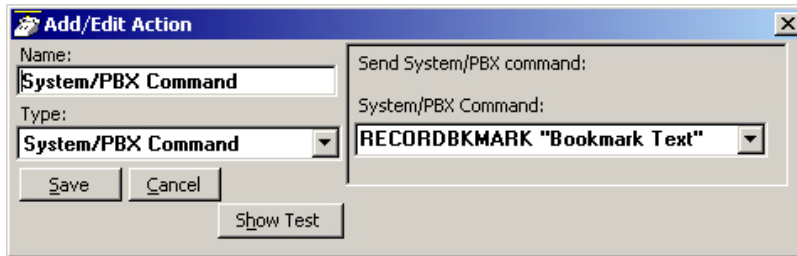 Add/Edit Action
Name:
System/PBX Command
Type:
System/PBX Command
Save Cancel
Show Test
Send System/PBX command:
System/PBX Command:
RECORDBKMARK "Bookmark Text"